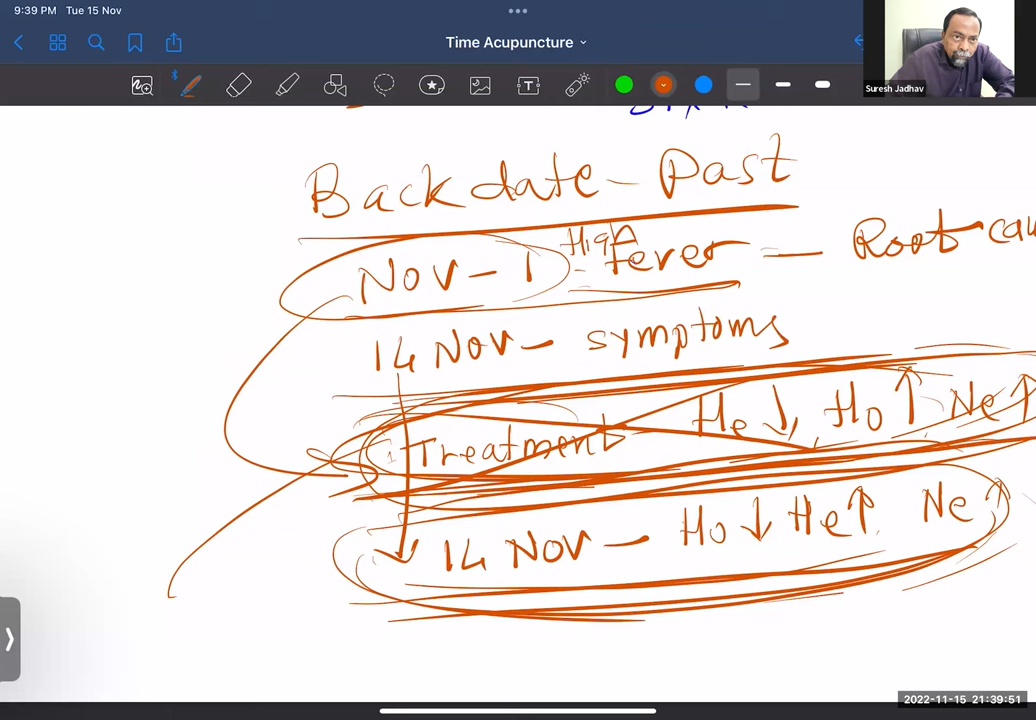 9:39 PM Tue 15 Nov
Time Acupuncture
Suresh Jadhav
Backdate - Past
Nov - 1 High fever — Root cau
14 Nov - symptoms
Treatment - He ↓, Ho ↑ Ne ↑
14 Nov - Ho ↓ He ↑ Ne ↑
2022-11-15 21:39:51